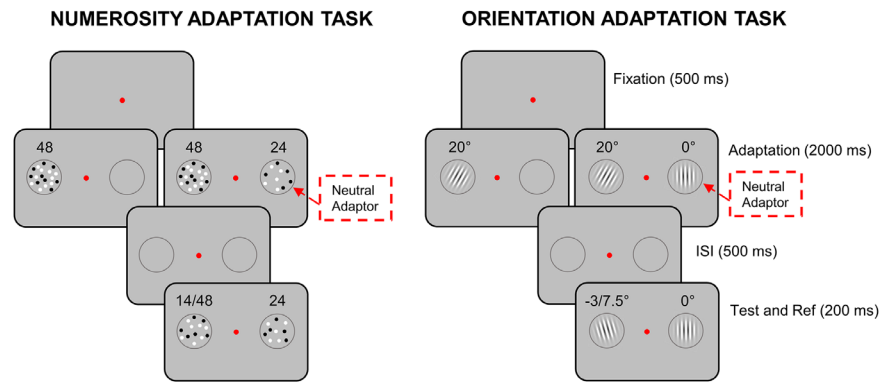 NUMEROSITY ADAPTATION TASK
ORIENTATION ADAPTATION TASK
Fixation (500 ms)
48
48
24
20°
20°
0°
Adaptation (2000 ms)
Neutral
Adaptor
Neutral
Adaptor
ISI (500 ms)
14/48
24
-3/7.5°
0°
Test and Ref (200 ms)